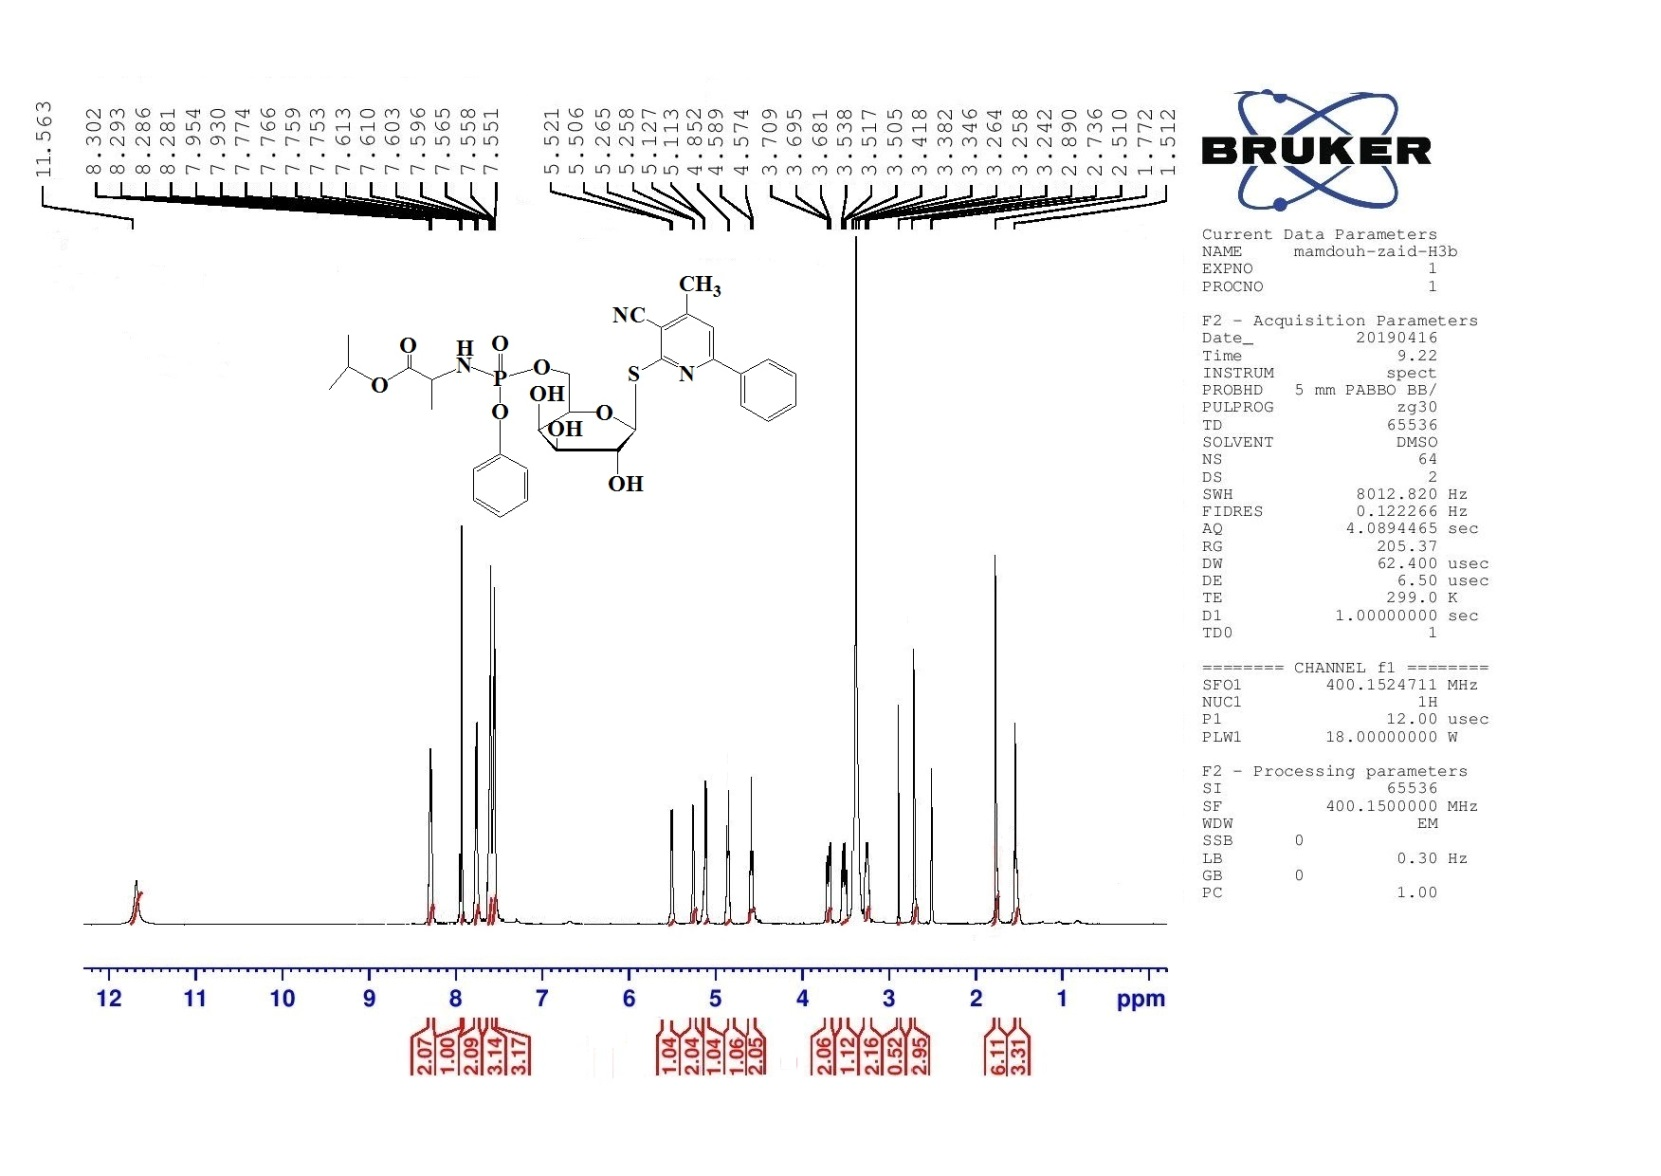 11.563
8.302
8.293
8.286
8.281
7.954
7.930
7.774
7.766
7.759
7.753
7.613
7.610
7.603
7.596
7.565
7.558
7.551
5.521
5.506
5.265
5.258
5.127
5.113
4.852
4.589
4.574
3.709
3.695
3.681
3.538
3.517
3.505
3.418
3.382
3.346
3.264
3.258
3.242
2.890
2.736
2.510
1.772
1.512
BRUKER
Current Data Parameters
NAME mamdouh-zaid-H3b
EXPNO 1
PROCNO 1
F2 - Acquisition Parameters
Date_ 20190416
Time 9.22
INSTRUM spect
PROBHD 5 mm PABBO BB/
PULPROG zg30
TD 65536
SOLVENT DMSO
NS 64
DS 2
SWH 8012.820 Hz
FIDRES 0.122266 Hz
AQ 4.0894465 sec
RG 205.37
DW 62.400 usec
DE 6.50 usec
TE 299.0 K
D1 1.00000000 sec
TD0 1
======== CHANNEL f1 ========
SFO1 400.1524711 MHz
NUC1 1H
P1 12.00 usec
PLW1 18.00000000 W
F2 - Processing parameters
SI 65536
SF 400.1500000 MHz
WDW EM
SSB 0
LB 0.30 Hz
GB 0
PC 1.00
CH3
NC
O
H
N
O
P
O
S
N
O
OH
O
O
OH
OH
12 11 10 9 8 7 6 5 4 3 2 1 ppm
2.07
1.00
2.09
3.14
3.17
1.04
2.04
1.04
1.06
2.05
2.06
1.12
2.16
0.52
2.95
6.11
3.31